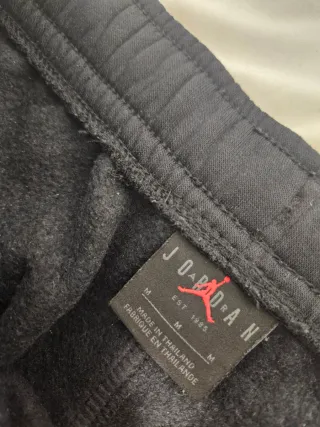 JORDAN
EST. 1985
M M M
MADE IN THAILAND
FABRIQUE EN THAILANDE